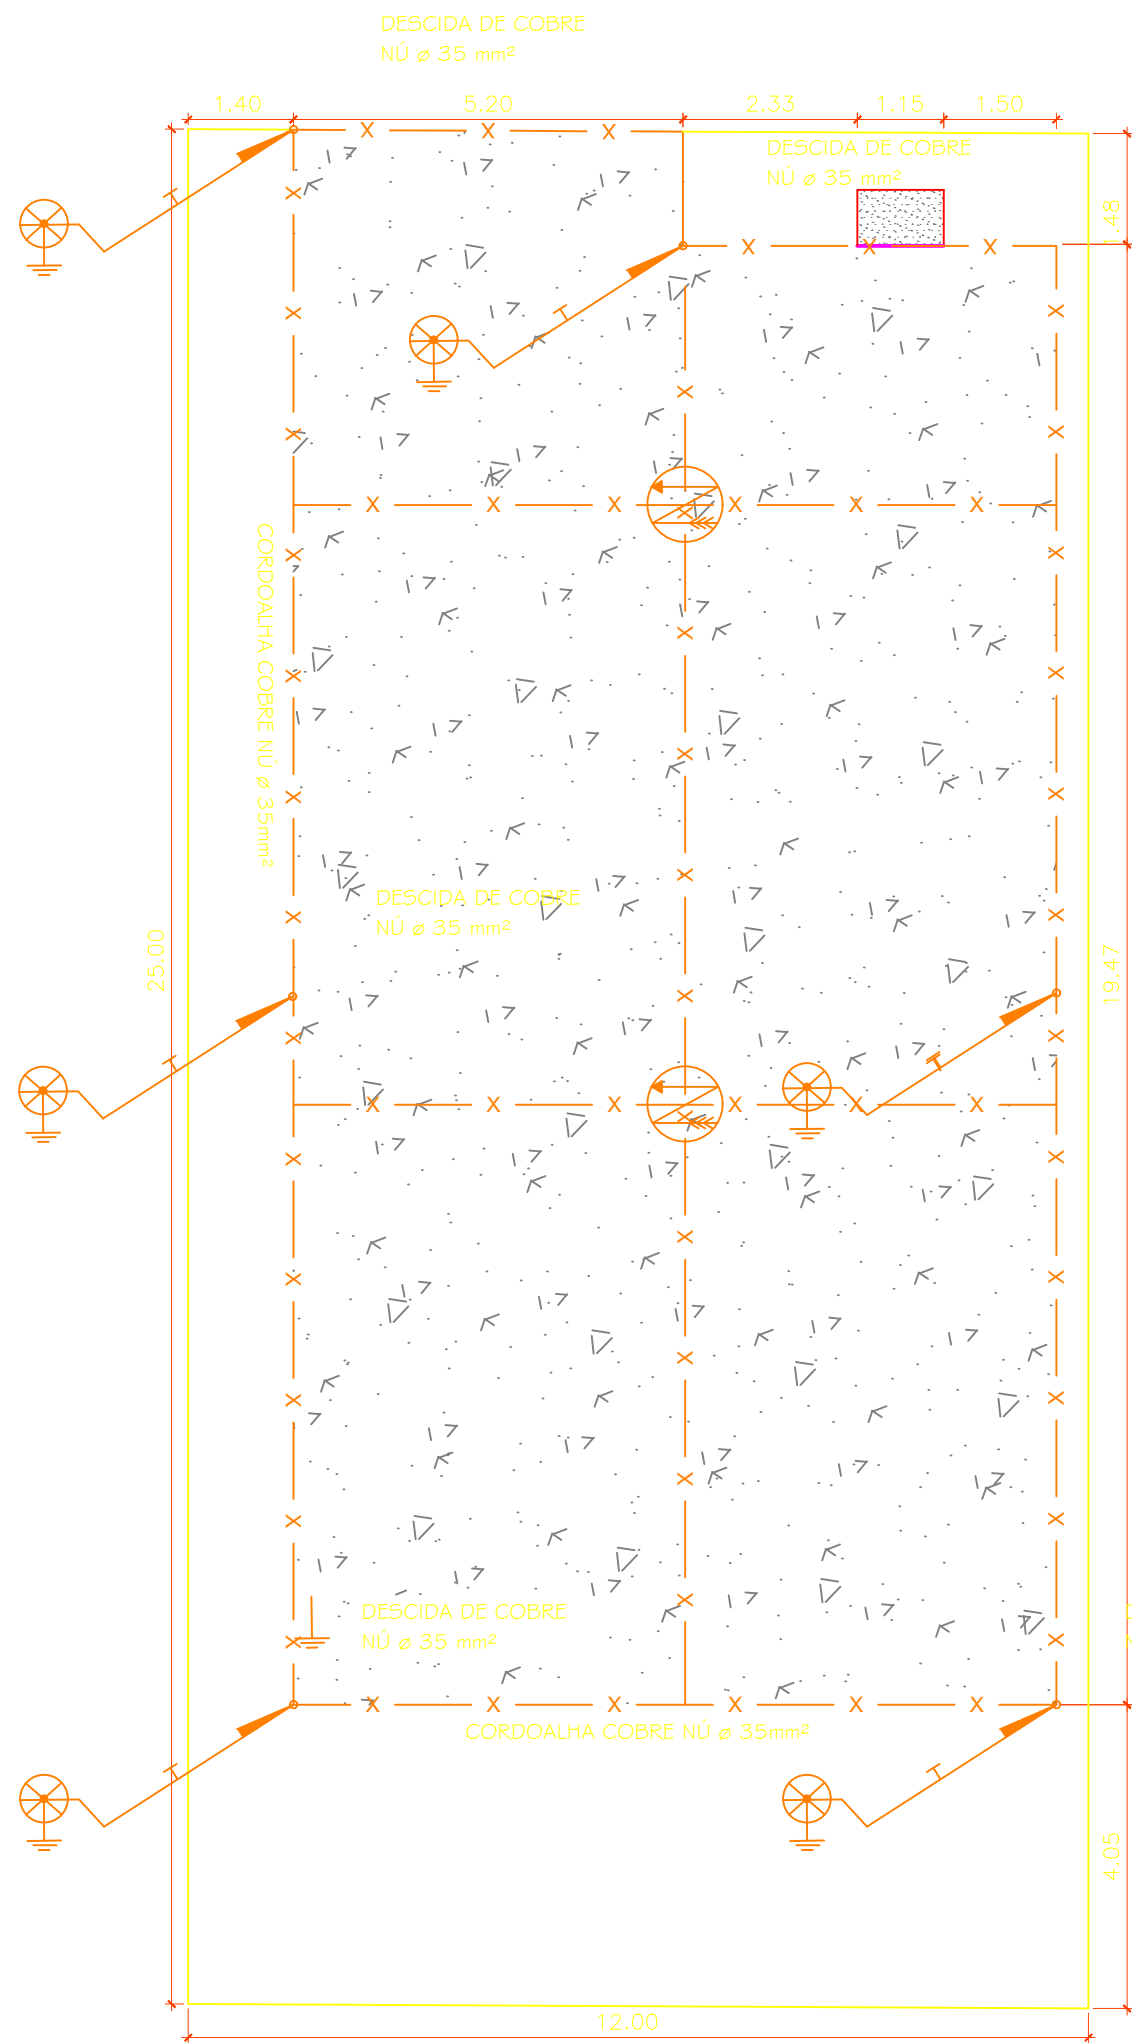 DESCIDA DE COBRE
NÚ ø 35 mm²
1.40
5.20
2.33
1.15
1.50
DESCIDA DE COBRE
NÚ ø 35 mm²
1.48
CORDOALHA COBRE NÚ ø 35mm²
DESCIDA DE COBRE
NÚ ø 35 mm²
25.00
19.47
DESCIDA DE COBRE
NÚ ø 35 mm²
CORDOALHA COBRE NÚ ø 35mm²
4.05
12.00